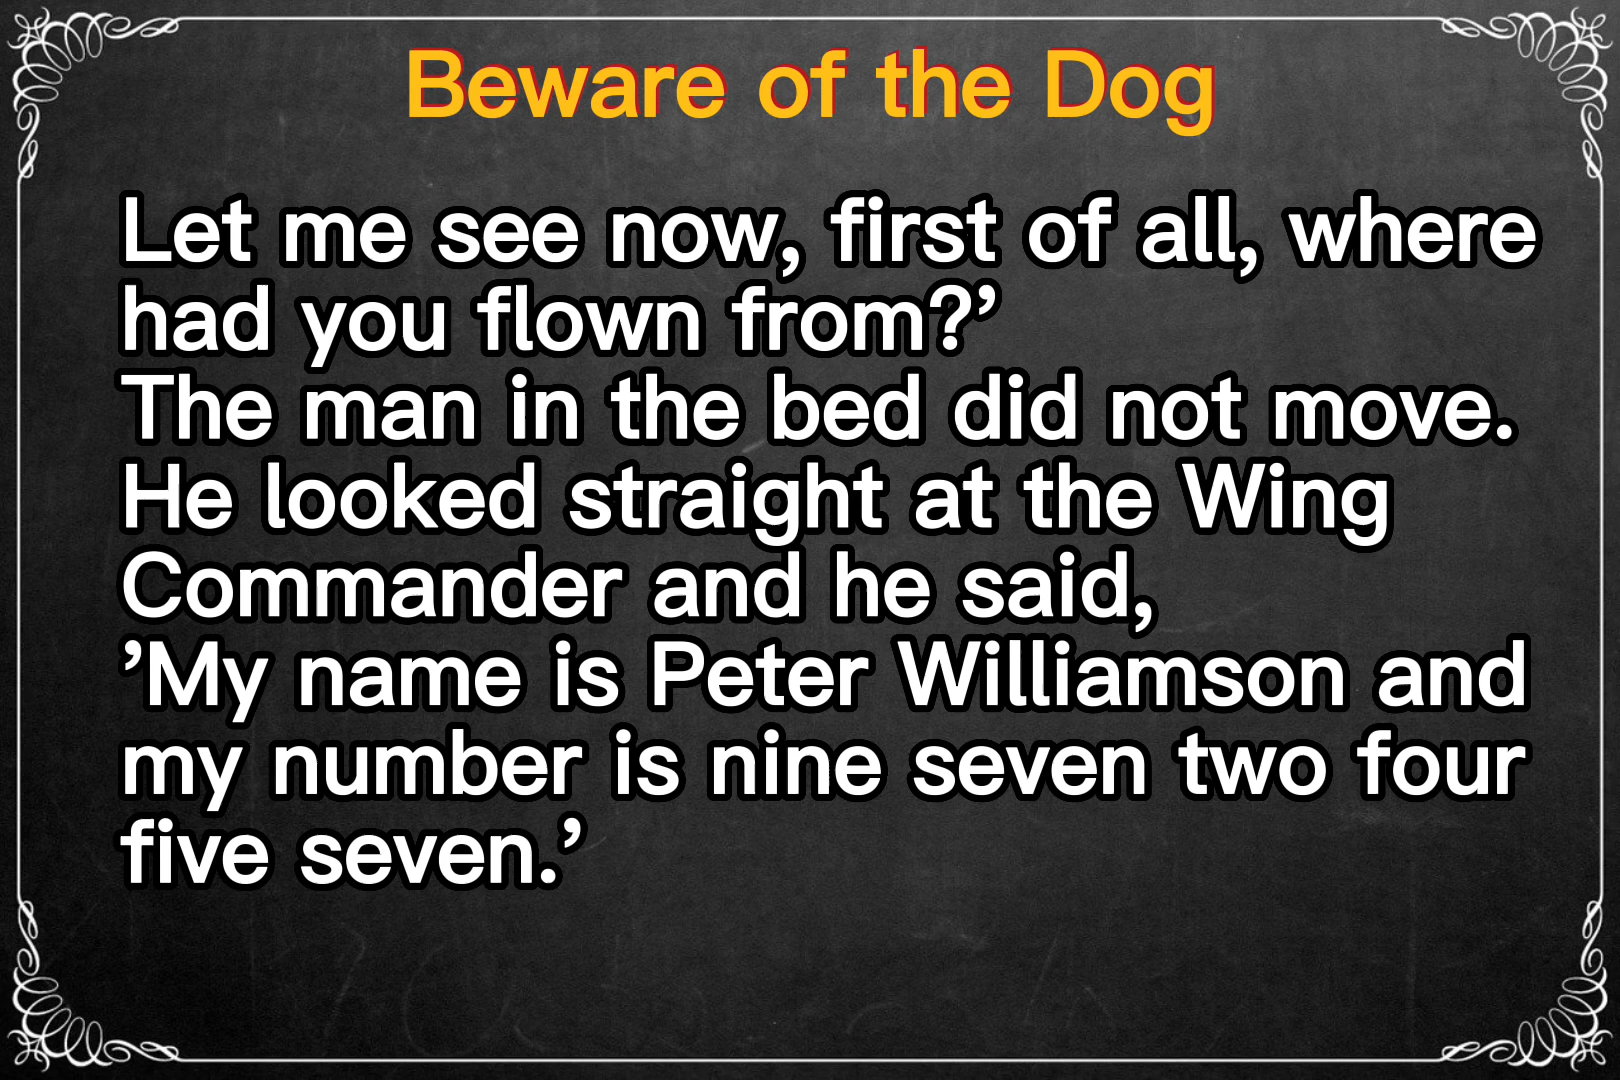 Beware of the Dog
Let me see now, first of all, where
had you flown from?’
The man in the bed did not move.
He looked straight at the Wing
Commander and he said,
’My name is Peter Williamson and
my number is nine seven two four
five seven.’